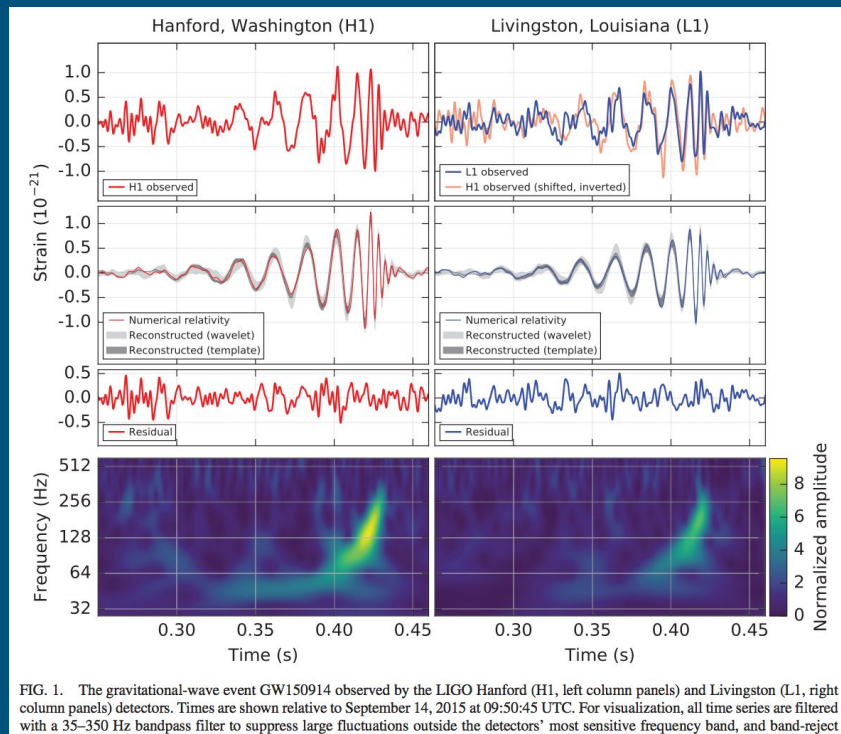 Hanford, Washington (H1)
Livingston, Louisiana (L1)
Strain (10⁻²¹)
1.0
0.5
0.0
-0.5
-1.0
H1 observed
L1 observed
H1 observed (shifted, inverted)
1.0
0.5
0.0
-0.5
-1.0
Numerical relativity
Reconstructed (wavelet)
Reconstructed (template)
Numerical relativity
Reconstructed (wavelet)
Reconstructed (template)
0.5
0.0
-0.5
Residual
Residual
Frequency (Hz)
512
256
128
64
32
Normalized amplitude
8
6
4
2
0
0.30 0.35 0.40 0.45
0.30 0.35 0.40 0.45
Time (s)
Time (s)
FIG. 1. The gravitational-wave event GW150914 observed by the LIGO Hanford (H1, left column panels) and Livingston (L1, right
column panels) detectors. Times are shown relative to September 14, 2015 at 09:50:45 UTC. For visualization, all time series are filtered
with a 35–350 Hz bandpass filter to suppress large fluctuations outside the detectors’ most sensitive frequency band, and band-reject